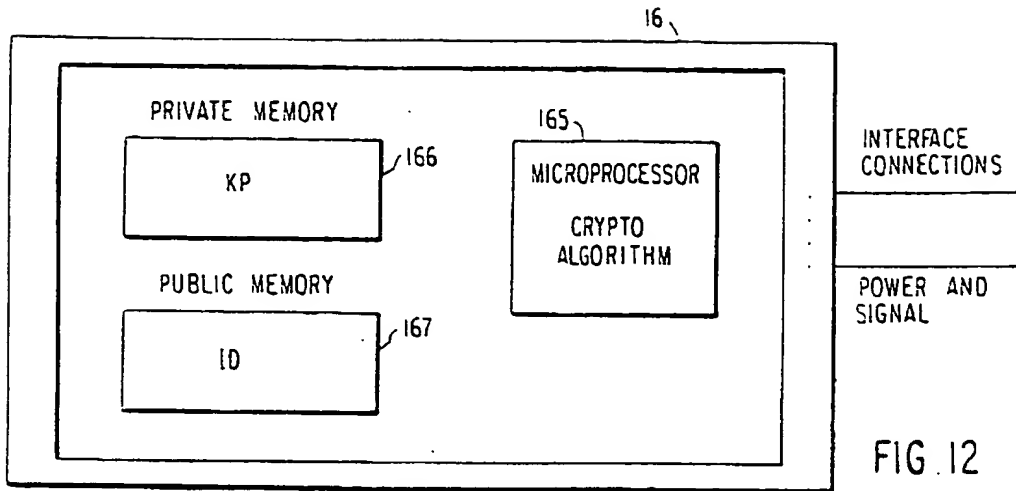 16
PRIVATE MEMORY
KP
166
165
MICROPROCESSOR
CRYPTO
ALGORITHM
PUBLIC MEMORY
ID
167
INTERFACE
CONNECTIONS
POWER AND
SIGNAL
FIG.12